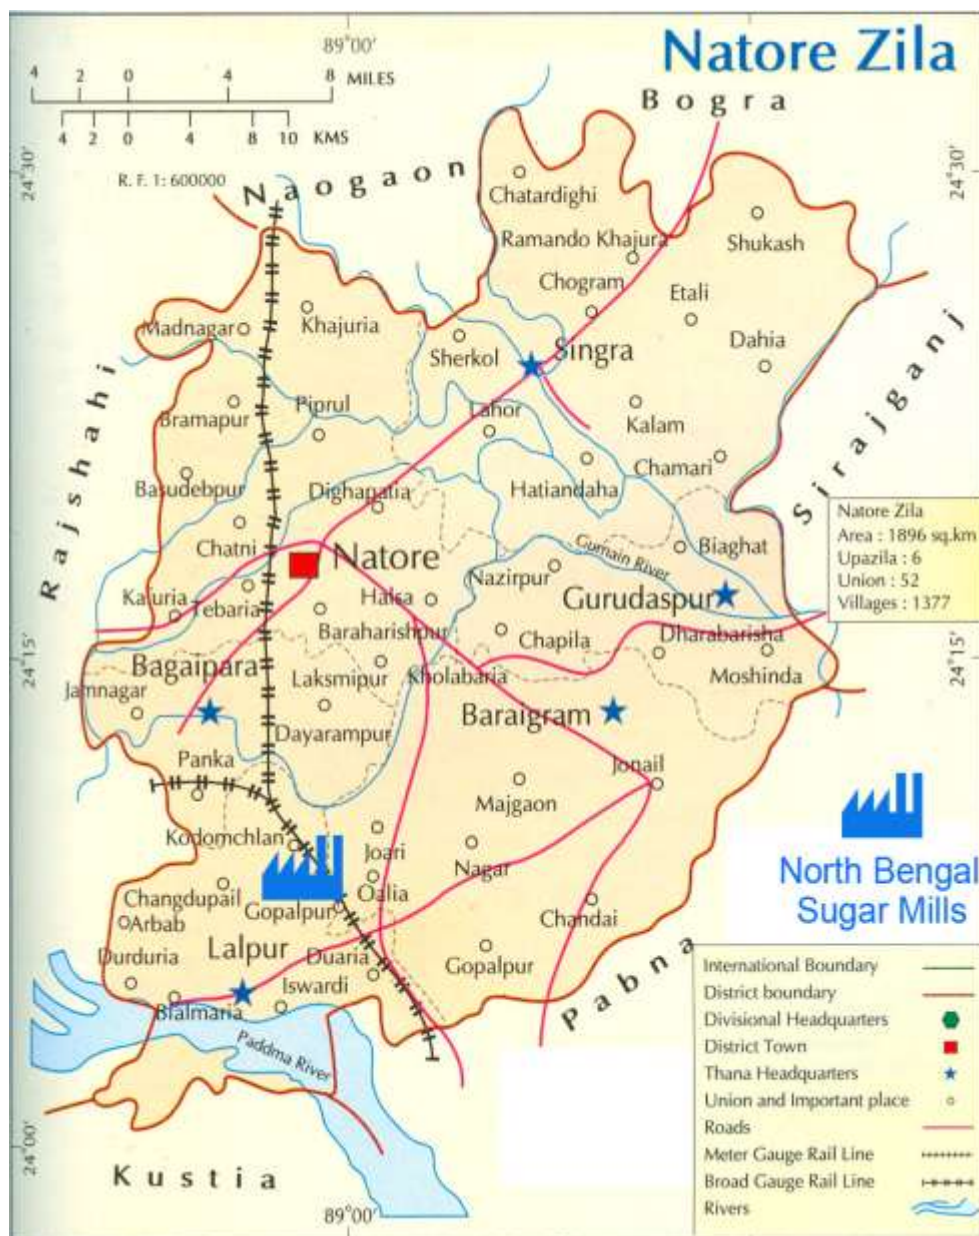 Natore Zila
89°00'
4 2 0 4 8 MILES
4 2 0 4 8 10 KMS
R. F. 1: 600000
24°30'
24°30'
Naogaon
Bogra
Chatardighi
Ramando Khajura
Shukash
Chogram
Etali
Khajuria
Madnagar
Sherkol
Singra
Dahia
Rajshahi
Sirajganj
Bramapur
Piprul
Lahor
Kalam
Chamari
Basudebpur
Dighapatia
Hatiandaha
Natore Zila
Area : 1896 sq.km
Upazila : 6
Union : 52
Villages : 1377
Chatni
Natore
Gumain River
Biaghat
Nazirpur
Gurudaspur
Kafuria
Tebaria
Halsa
Baraharishpur
Chapila
Dharabarisha
24°15'
24°15'
Bagaipara
Laksmipur
Kholabaria
Moshinda
Jamnagar
Dayarampur
Baraigram
Panka
Jonail
Majgaon
Kodomchlan
Joari
Nagar
North Bengal
Sugar Mills
Changdupail
Oalia
Arbab
Gopalpur
Chandai
Lalpur
Durduria
Duaria
Gopalpur
Iswardi
Blalmaria
Pabna
Paddma River
Kustia
24°00'
89°00'
International Boundary
District boundary
Divisional Headquarters
District Town
Thana Headquarters
Union and Important place
Roads
Meter Gauge Rail Line
Broad Gauge Rail Line
Rivers